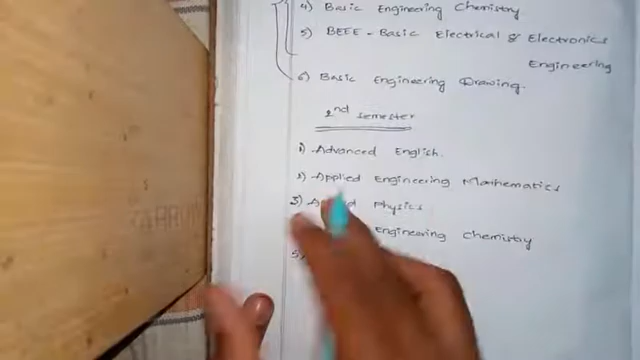 4) Basic Engineering Chemistry
5) BEEE - Basic Electrical & Electronics
Engineering
6) Basic Engineering Drawing.
2nd semester
1) Advanced English.
2) Applied Engineering Mathematics
3) Physics
Engineering Chemistry
5)